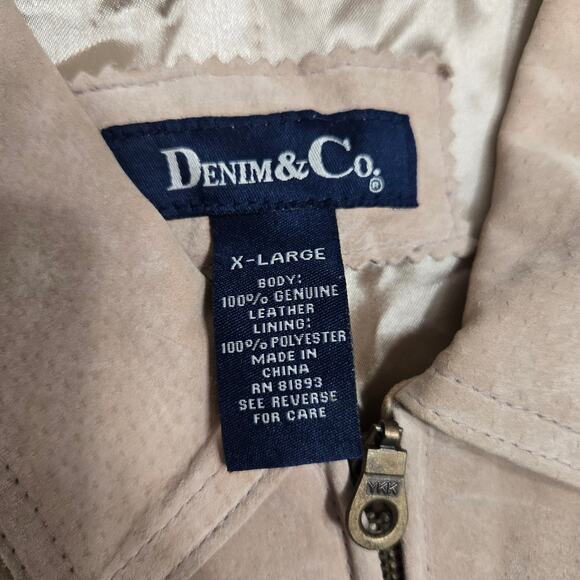 DENIM&CO.®
X-LARGE
BODY:
100% GENUINE
LEATHER
LINING:
100% POLYESTER
MADE IN
CHINA
RN 81893
SEE REVERSE
FOR CARE
YKK